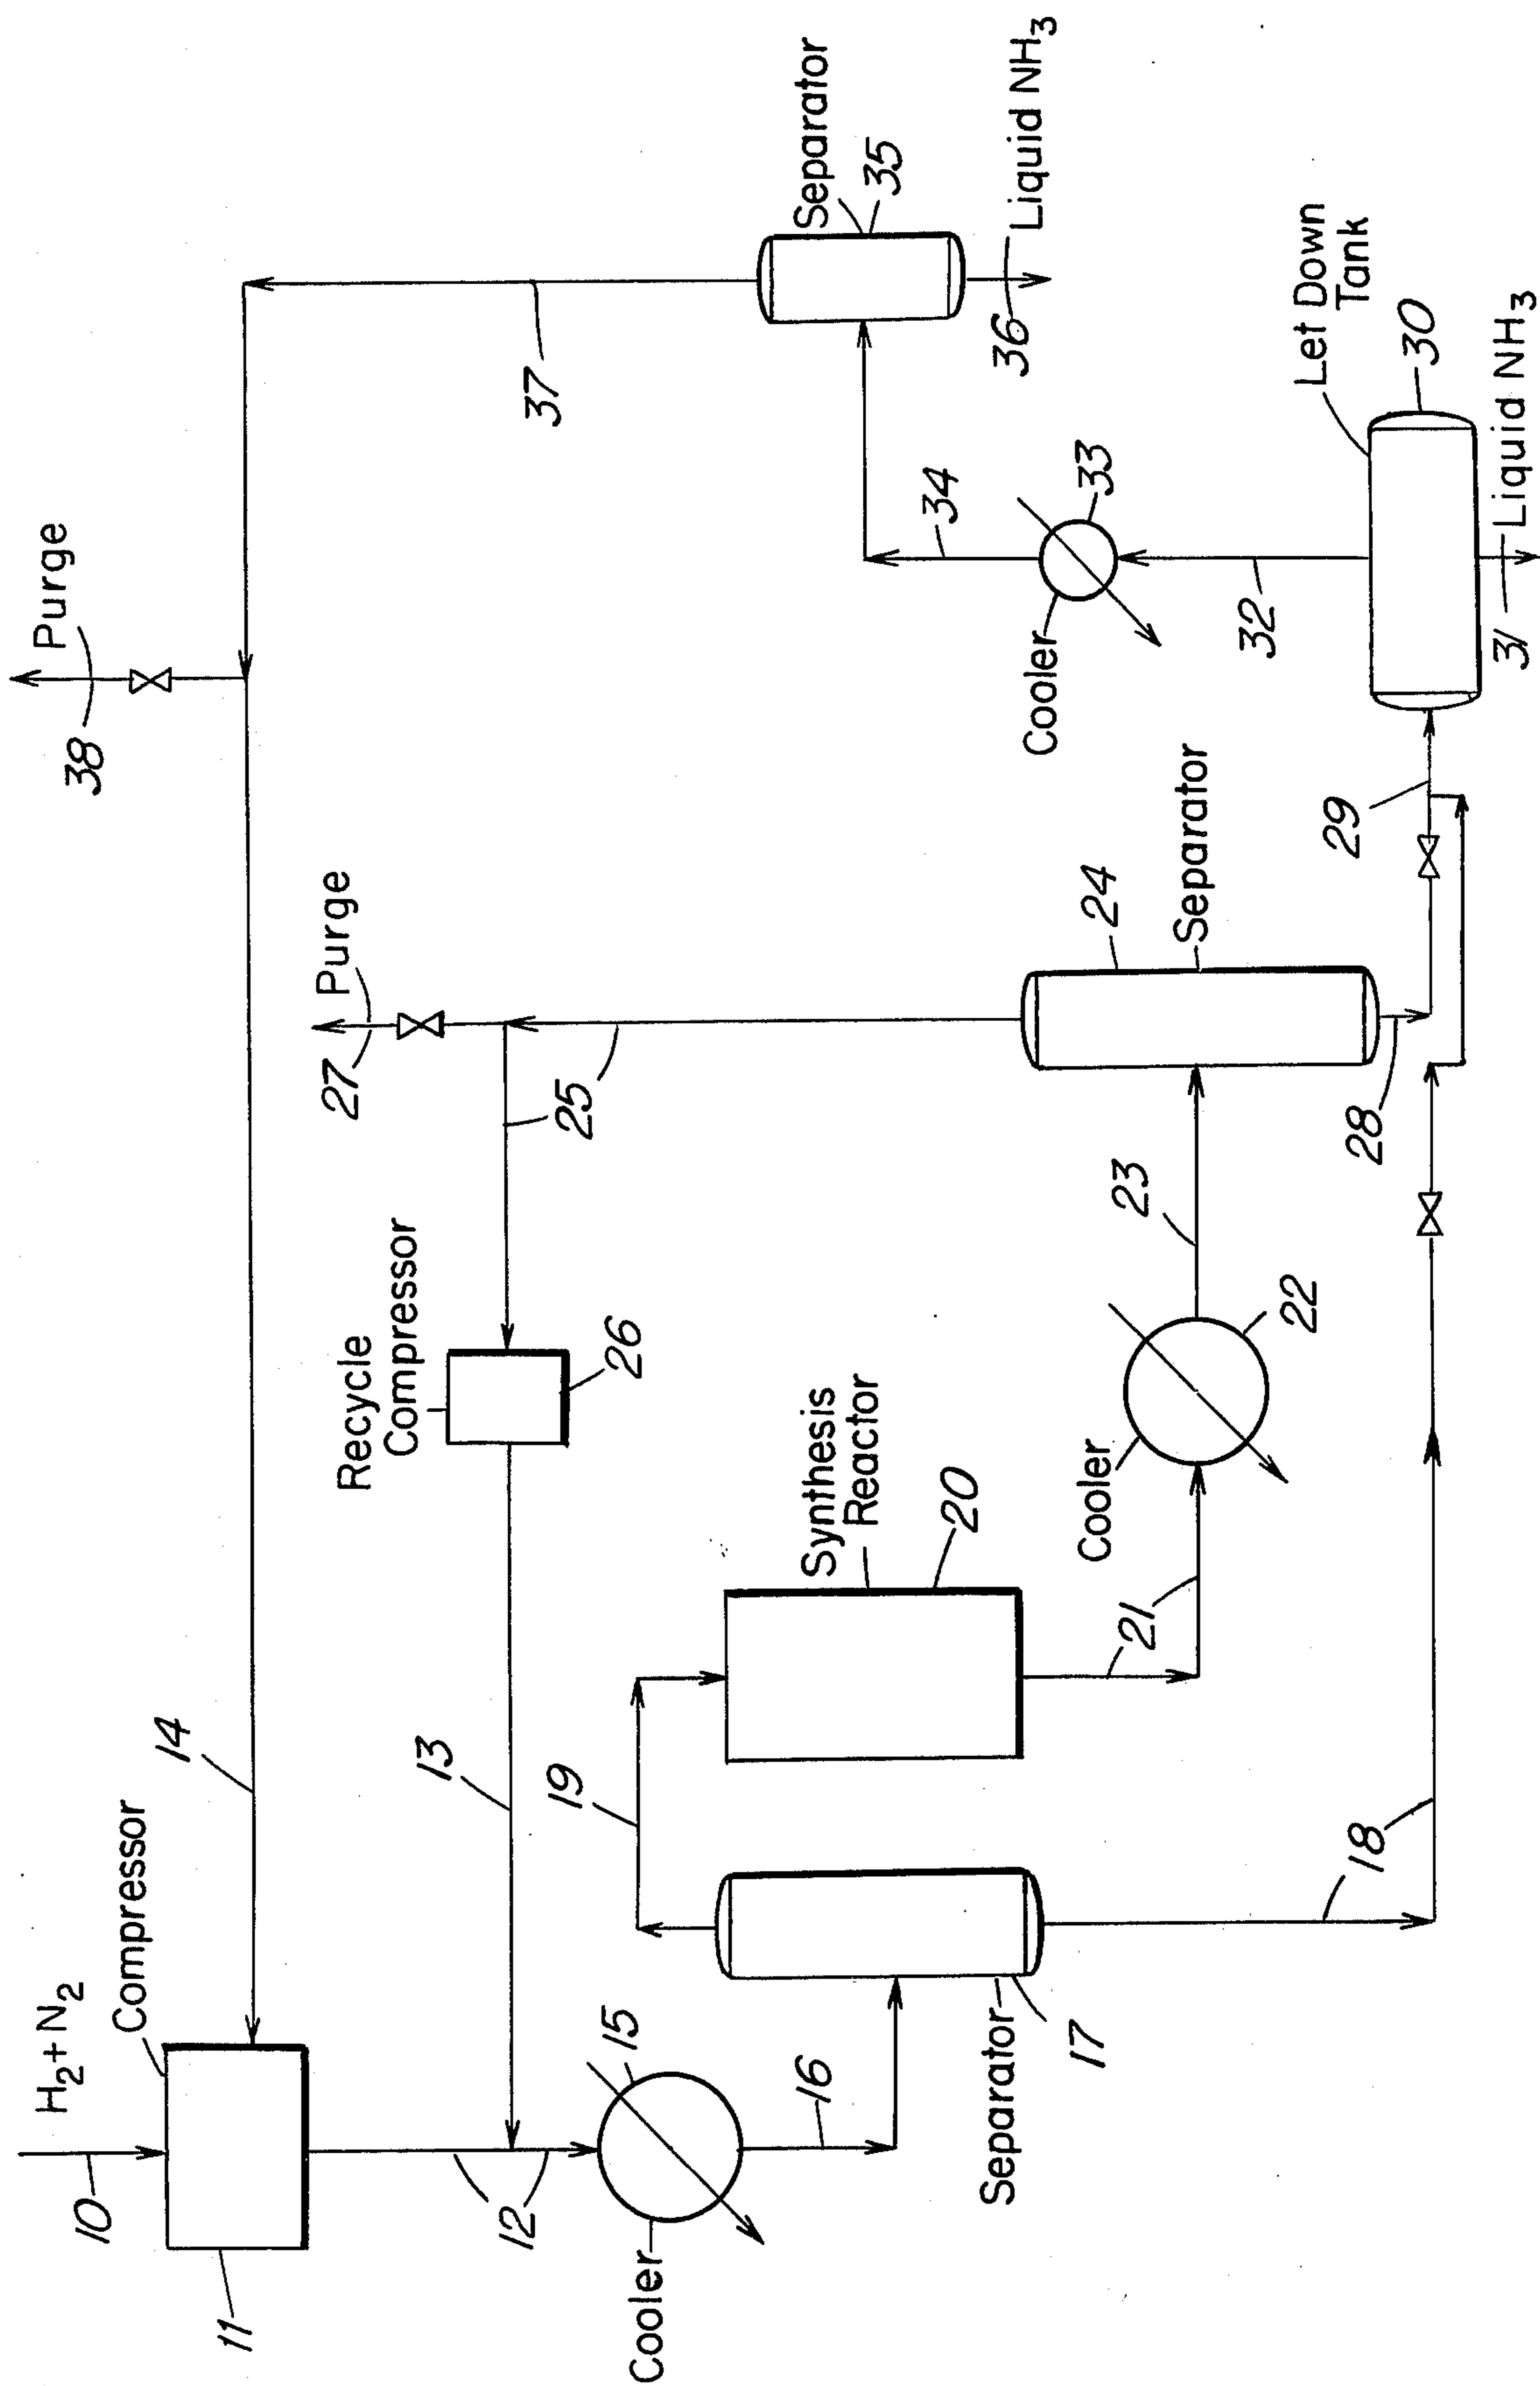 10
H2+N2
Compressor
11
14
Purge
38
12
13
Recycle
Compressor
26
25
27
Purge
37
Cooler
15
16
19
Synthesis
Reactor
20
Separator
17
Separator
35
36
Liquid NH3
Cooler
21
22
23
24
Separator
Cooler
33
34
32
18
28
29
Let Down
Tank
30
31
Liquid NH3